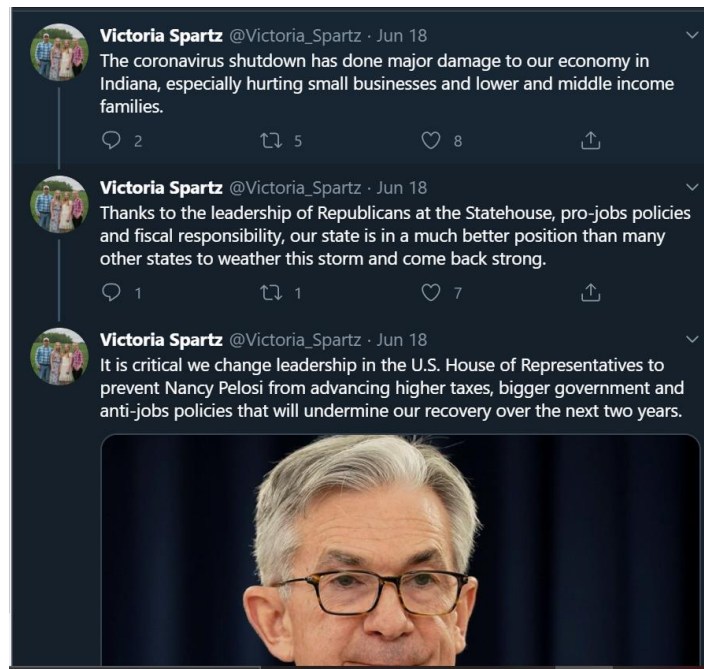 Victoria Spartz @Victoria_Spartz · Jun 18
The coronavirus shutdown has done major damage to our economy in
Indiana, especially hurting small businesses and lower and middle income
families.
2 5 8
Victoria Spartz @Victoria_Spartz · Jun 18
Thanks to the leadership of Republicans at the Statehouse, pro-jobs policies
and fiscal responsibility, our state is in a much better position than many
other states to weather this storm and come back strong.
1 1 7
Victoria Spartz @Victoria_Spartz · Jun 18
It is critical we change leadership in the U.S. House of Representatives to
prevent Nancy Pelosi from advancing higher taxes, bigger government and
anti-jobs policies that will undermine our recovery over the next two years.